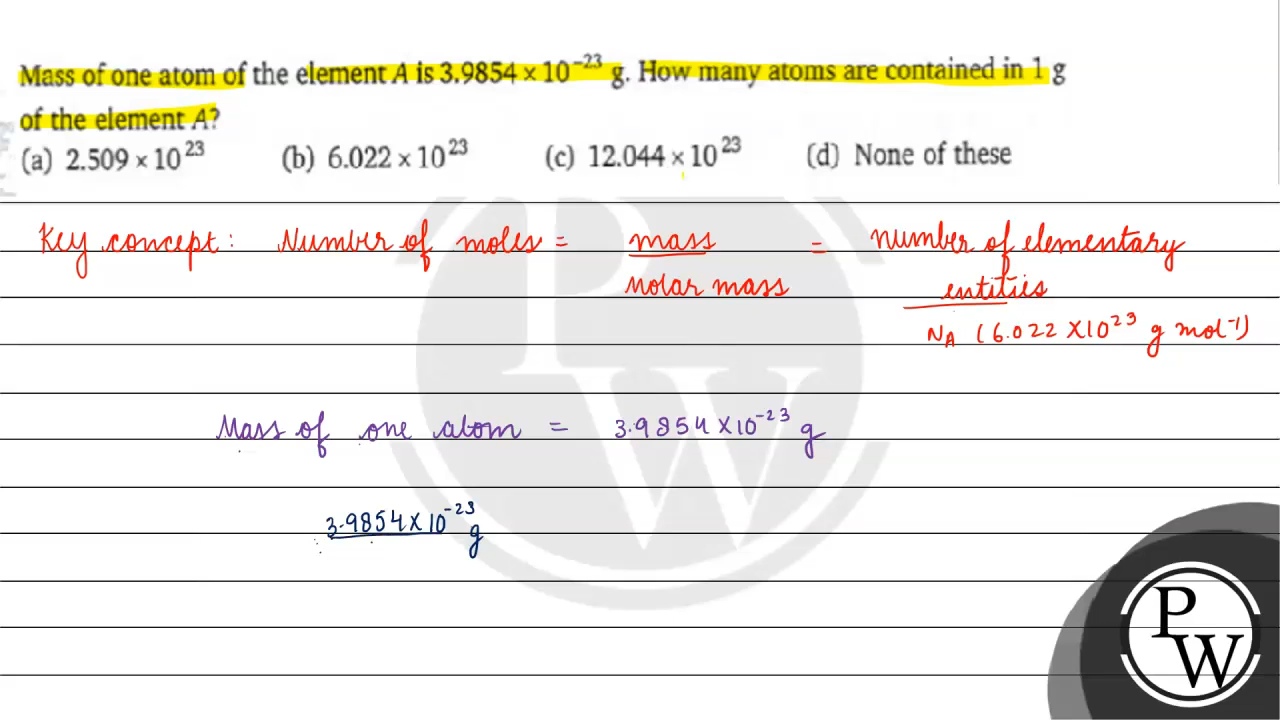 Mass of one atom of the element A is 3.9854 × 10⁻²³ g. How many atoms are contained in 1 g
of the element A?
(a) 2.509 × 10²³ (b) 6.022 × 10²³ (c) 12.044 × 10²³ (d) None of these
Key concept: Number of moles = mass / Molar mass = number of elementary entities / NA (6.022 × 10²³ g mol⁻¹)
Mass of one atom = 3.9854 × 10⁻²³ g
3.9854 × 10⁻²³ g
PW
PW